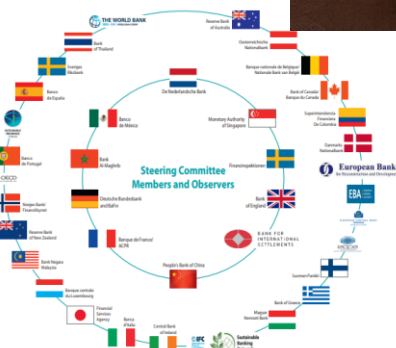 THE WORLD BANK
Reserve Bank
of Australia
Bank
of Thailand
Oesterreichische
Nationalbank
Sveriges
Riksbank
Banque nationale de Belgique/
Nationale Bank van België
De Nederlandsche Bank
Banco
de España
Bank of Canada/
Banque du Canada
Banco
de México
Monetary Authority
of Singapore
Superintendencia
Financiera
De Colombia
Danmarks
Nationalbank
Banco
de Portugal
Bank
Al-Maghrib
Steering Committee
Members and Observers
Finansinspektionen
European Bank
for Reconstruction and Development
OECD
Deutsche Bundesbank
and BaFin
Bank
of England
EBA
Norges Bank/
Finanstilsynet
Reserve Bank
of New Zealand
Banque de France/
ACPR
BANK FOR
INTERNATIONAL
SETTLEMENTS
Bank Negara
Malaysia
People's Bank of China
Suomen Pankki
Banque centrale
du Luxembourg
Bank of Greece
Financial
Services
Agency
Banca
d'Italia
Central Bank
of Ireland
Magyar
Nemzeti Bank
IFC
Sustainable
Banking